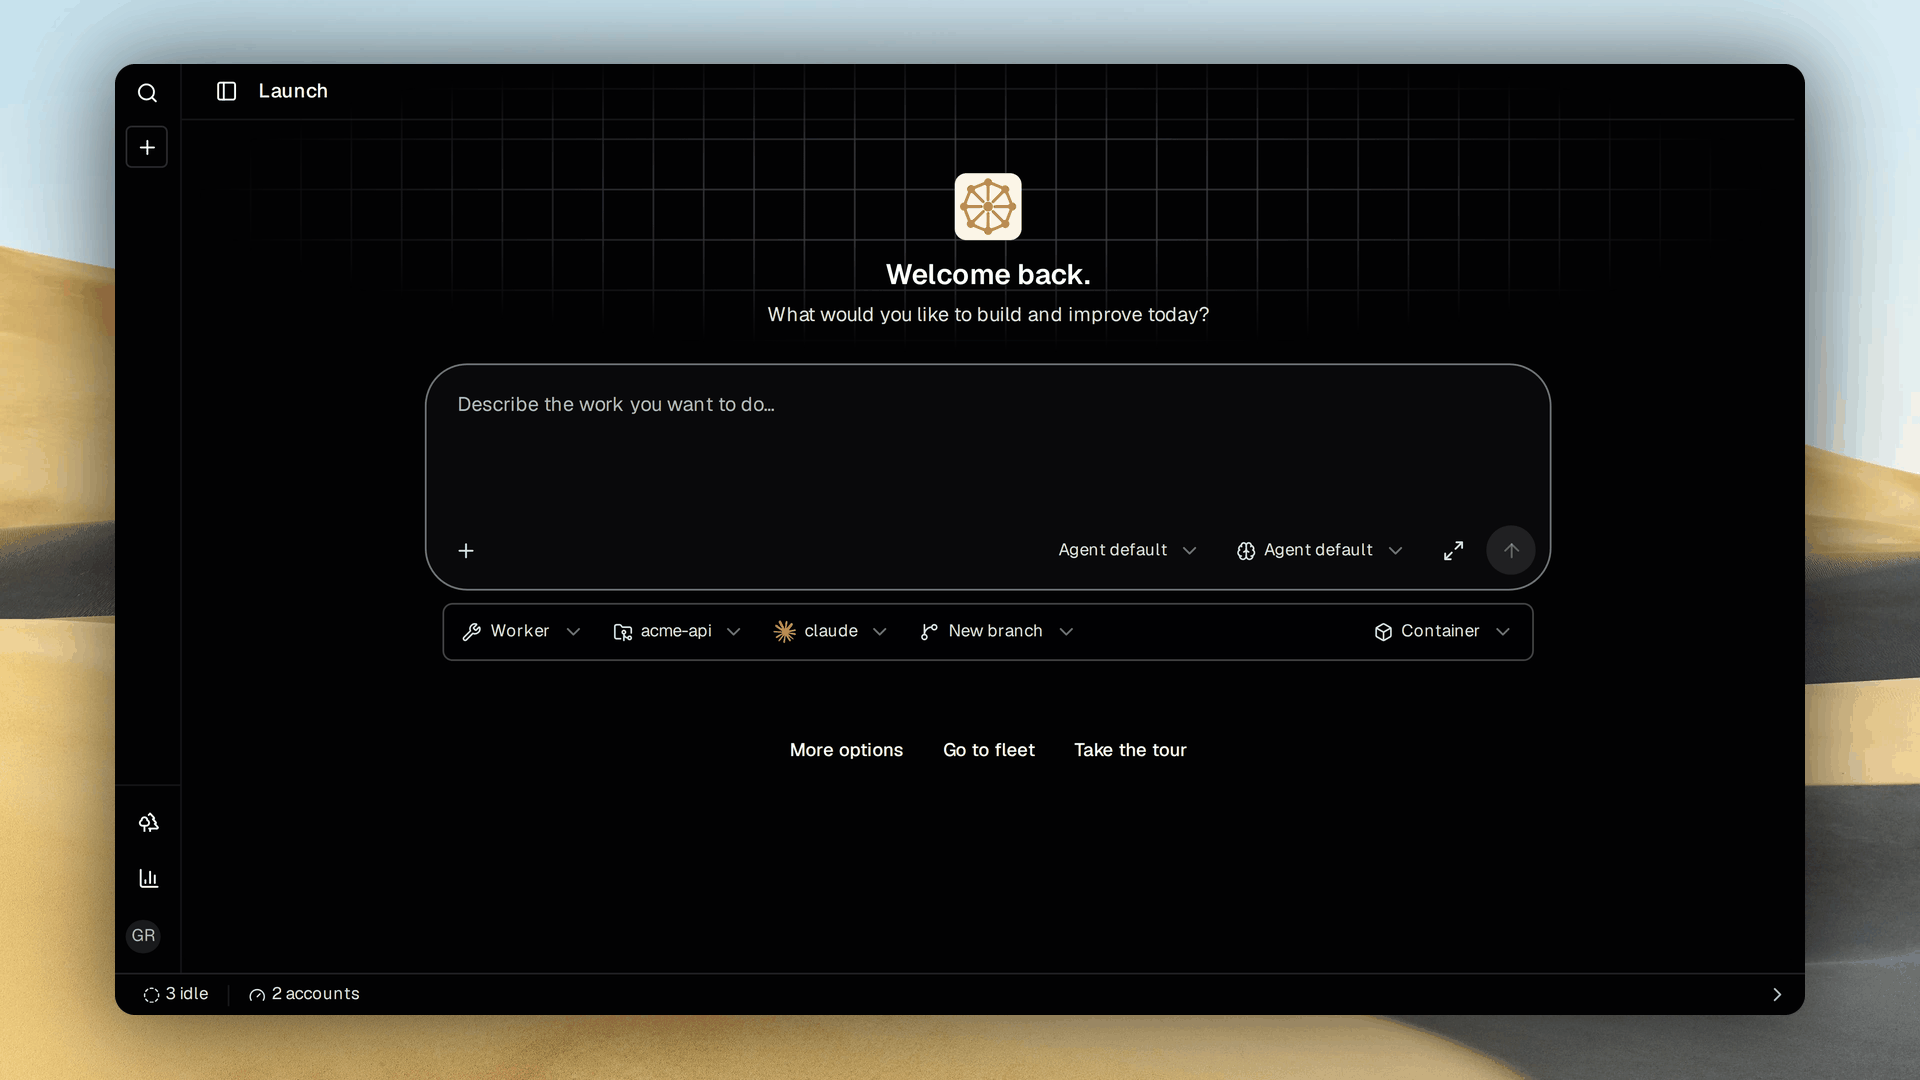 Launch
Welcome back.
What would you like to build and improve today?
Describe the work you want to do...
Agent default
Agent default
Worker
acme-api
claude
New branch
Container
More options
Go to fleet
Take the tour
GR
3 idle
2 accounts